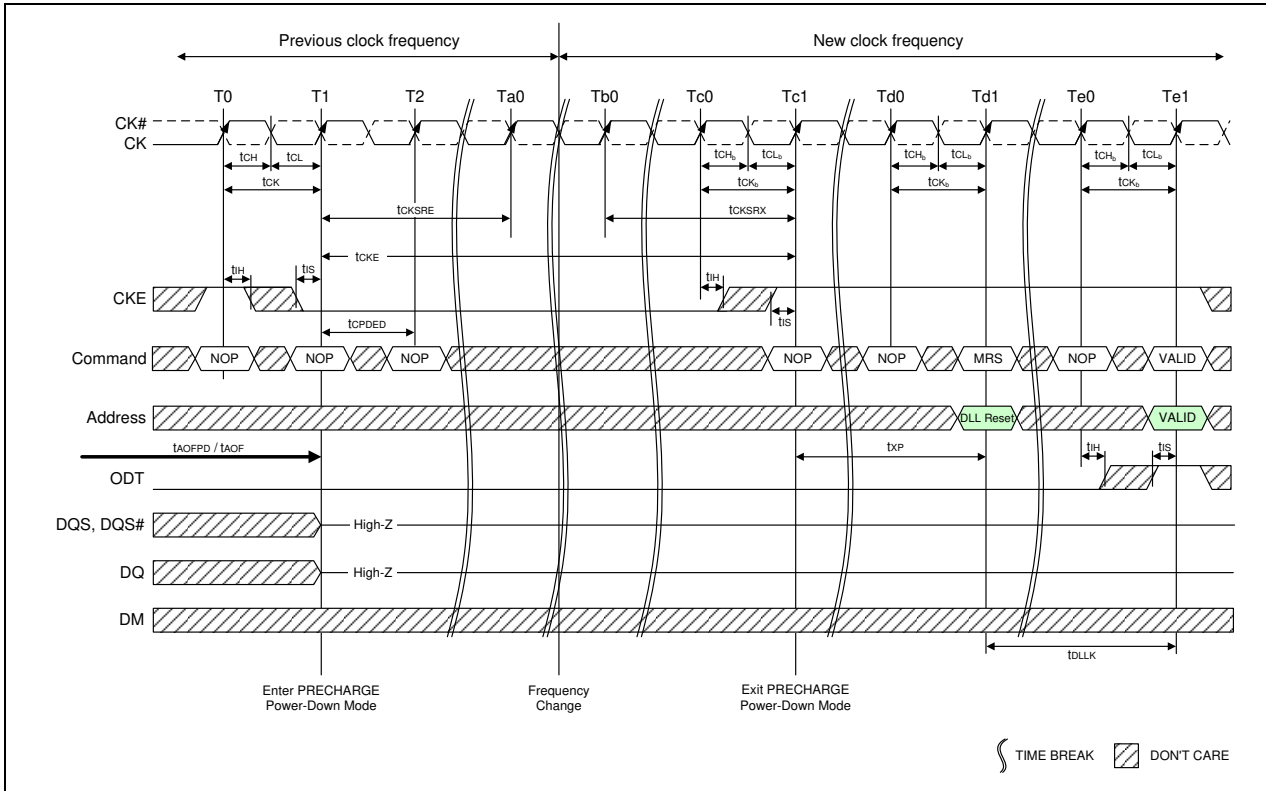 Previous clock frequency New clock frequency
T0 T1 T2 Ta0 Tb0 Tc0 Tc1 Td0 Td1 Te0 Te1
CK#
CK
tCH tCL tCHb tCLb tCHb tCLb tCHb tCLb
tCK tCKb tCKb tCKb
tCKSRE tCKSRX
tCKE
tIH tIS tIH
CKE
tIS
tCPDED
Command NOP NOP NOP NOP NOP MRS NOP VALID
Address DLL Reset VALID
tAOFPD / tAOF tXP tIH tIS
ODT
DQS, DQS# High-Z
DQ High-Z
DM
tDLLK
Enter PRECHARGE Frequency Exit PRECHARGE
Power-Down Mode Change Power-Down Mode
TIME BREAK DON'T CARE